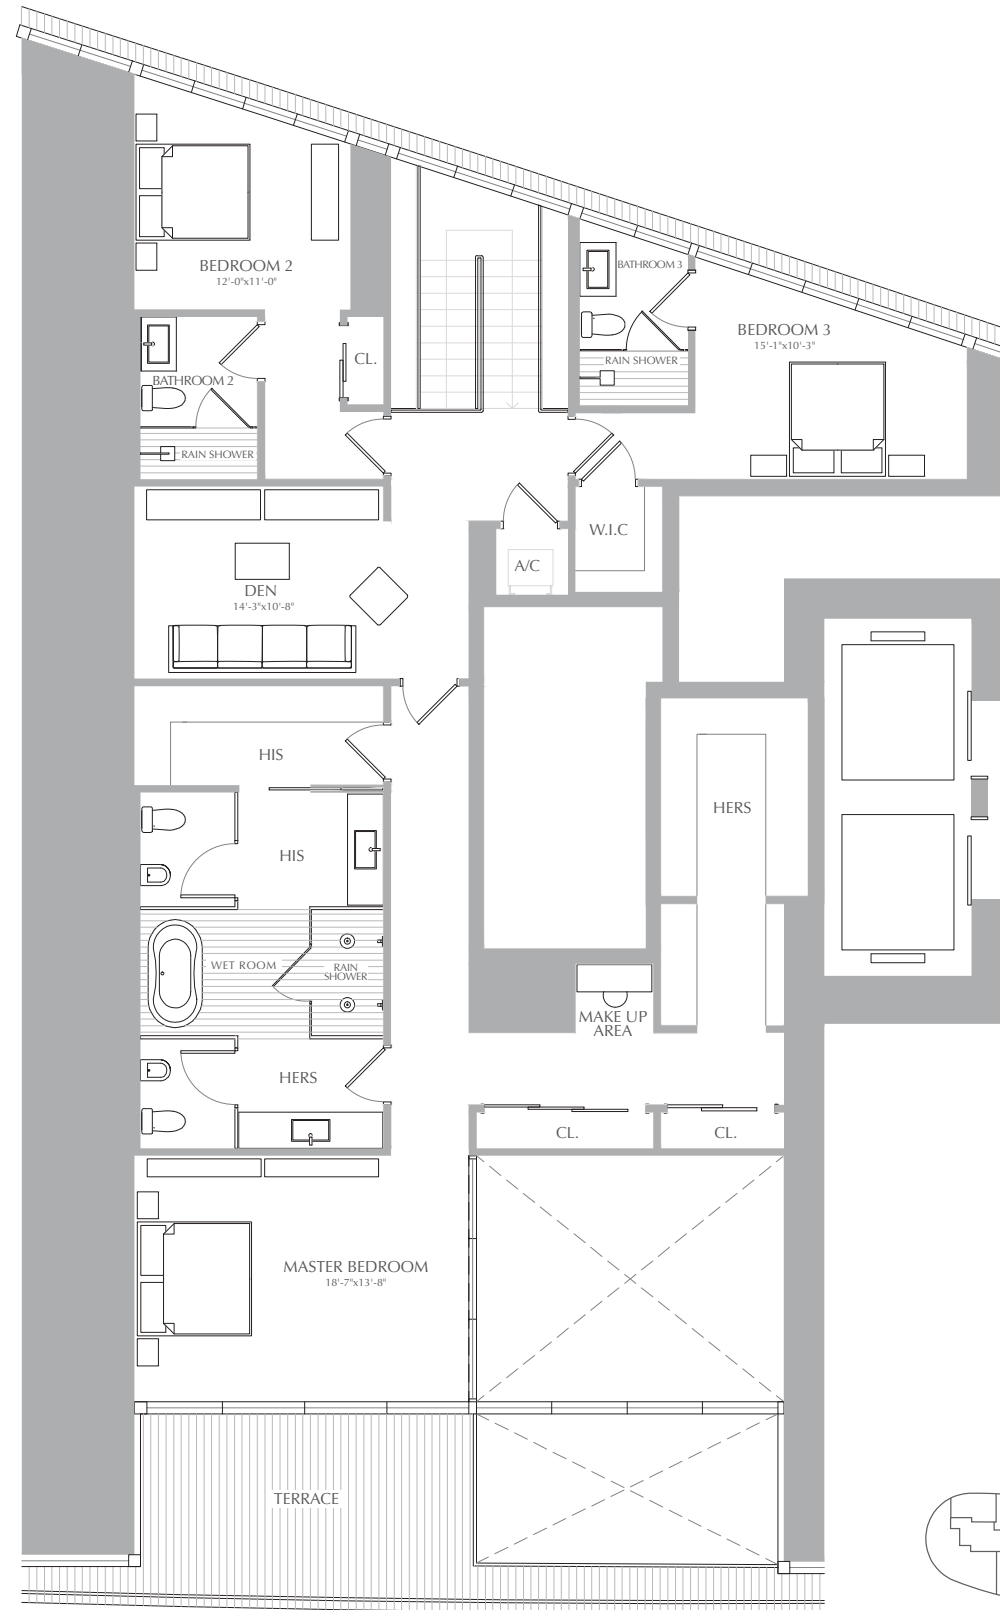 BEDROOM 2
12'-0"x11'-0"
BATHROOM 3
BEDROOM 3
15'-1"x10'-3"
CL.
RAIN SHOWER
BATHROOM 2
RAIN SHOWER
W.I.C
A/C
DEN
14'-3"x10'-8"
HIS
HERS
HIS
WET ROOM
RAIN
SHOWER
MAKE UP
AREA
HERS
CL.
CL.
MASTER BEDROOM
18'-7"x13'-8"
TERRACE